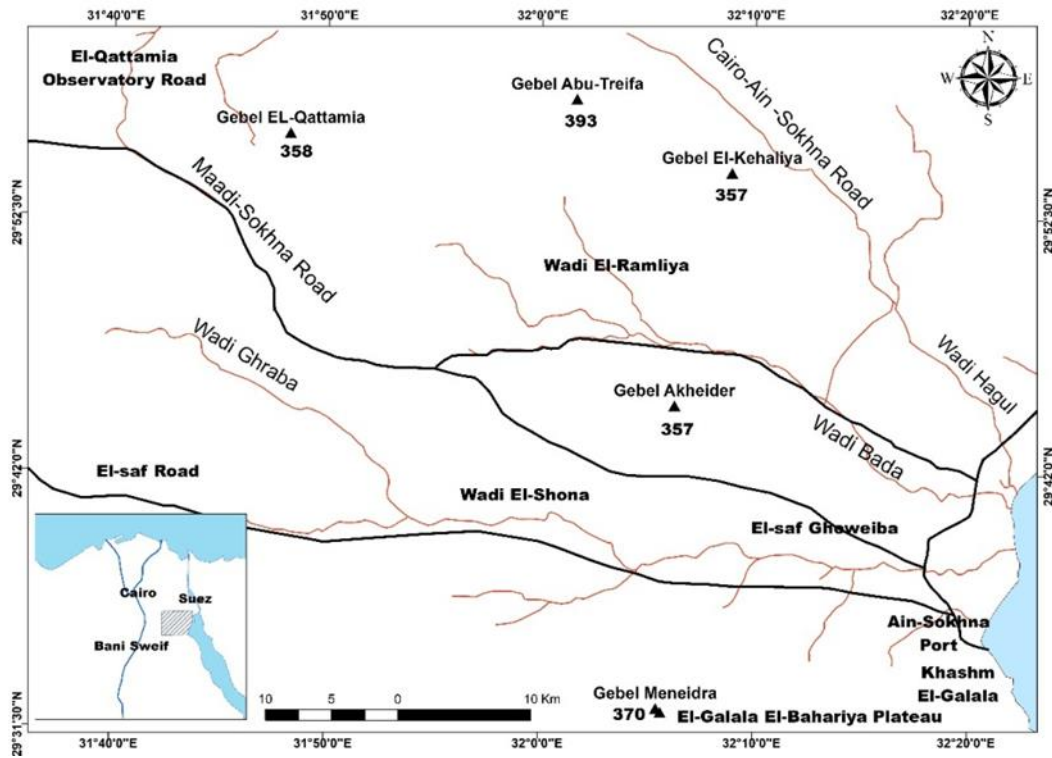 31°40'0"E
31°50'0"E
32°0'0"E
32°10'0"E
32°20'0"E
El-Qattamia
Observatory Road
Cairo-Ain -Sokhna Road
N
W
E
S
Gebel Abu-Treifa
393
Gebel EL-Qattamia
358
Gebel El-Kehaliya
357
Maadi-Sokhna Road
29°52'30"N
29°52'30"N
Wadi El-Ramliya
Wadi Ghraba
Wadi Hagul
Gebel Akheider
357
Wadi Bada
29°42'0"N
29°42'0"N
El-saf Road
Wadi El-Shona
El-saf Ghoweiba
Cairo
Suez
Bani Sweif
Ain-Sokhna
Port
Khashm
El-Galala
10
5
0
10 Km
Gebel Meneidra
370
El-Galala El-Bahariya Plateau
29°31'30"N
29°31'30"N
31°40'0"E
31°50'0"E
32°0'0"E
32°10'0"E
32°20'0"E